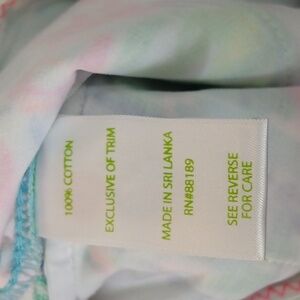 100% COTTON
EXCLUSIVE OF TRIM
MADE IN SRI LANKA
RN#88189
SEE REVERSE
FOR CARE